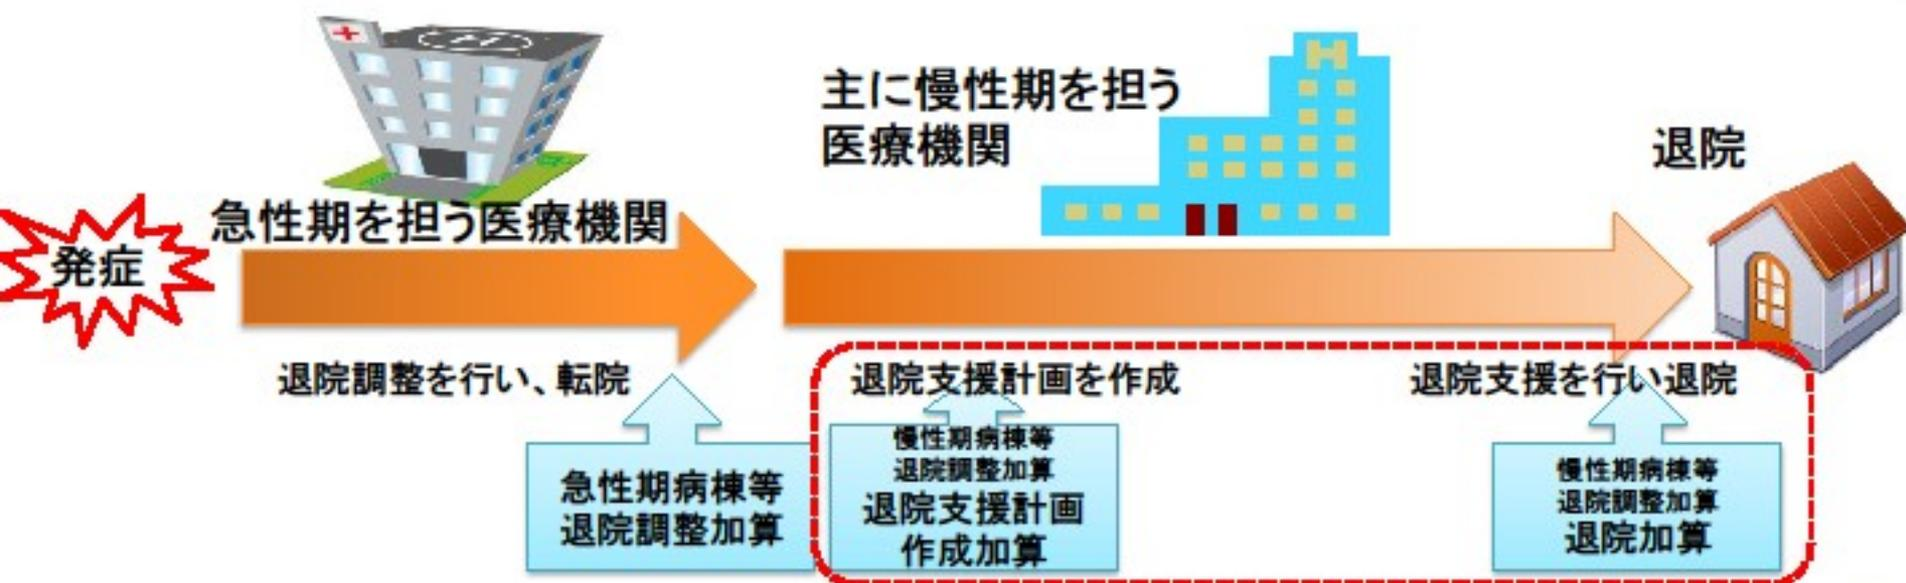 主に慢性期を担う
医療機関
退院
急性期を担う医療機関
発症
退院調整を行い、転院
退院支援計画を作成
退院支援を行い退院
急性期病棟等
退院調整加算
慢性期病棟等
退院調整加算
退院支援計画
作成加算
慢性期病棟等
退院調整加算
退院加算